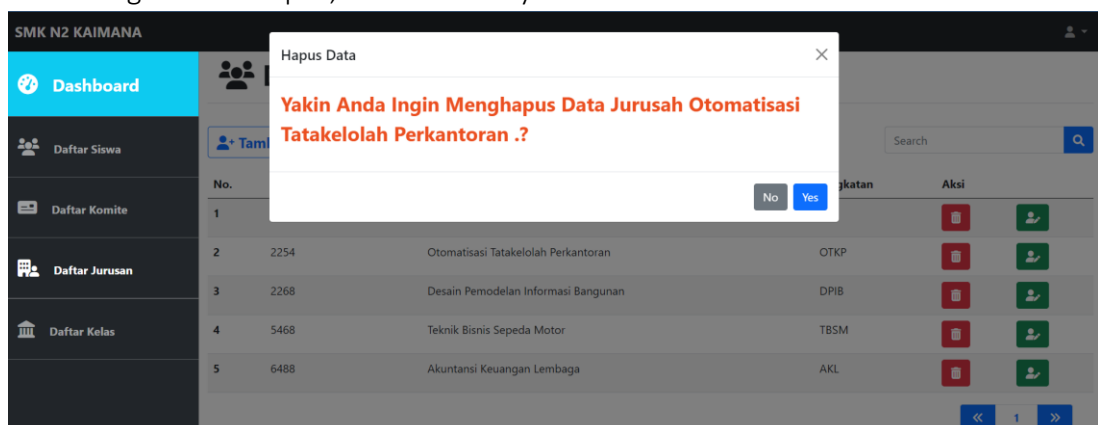 SMK N2 KAIMANA
Hapus Data
Yakin Anda Ingin Menghapus Data Jurusah Otomatisasi
Tatakelolah Perkantoran .?
No Yes
Dashboard
Daftar Siswa
Daftar Komite
Daftar Jurusan
Daftar Kelas
Search
No. Aksi
1
2 2254 Otomatisasi Tatakelolah Perkantoran OTKP
3 2268 Desain Pemodelan Informasi Bangunan DPIB
4 5468 Teknik Bisnis Sepeda Motor TBSM
5 6488 Akuntansi Keuangan Lembaga AKL
« 1 »